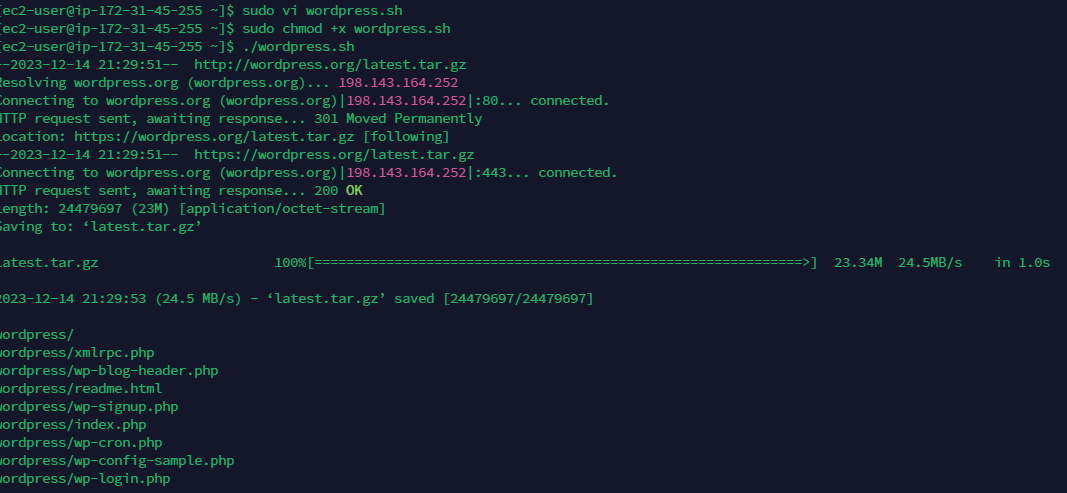 [ec2-user@ip-172-31-45-255 ~]$ sudo vi wordpress.sh
[ec2-user@ip-172-31-45-255 ~]$ sudo chmod +x wordpress.sh
[ec2-user@ip-172-31-45-255 ~]$ ./wordpress.sh
--2023-12-14 21:29:51-- http://wordpress.org/latest.tar.gz
Resolving wordpress.org (wordpress.org)... 198.143.164.252
Connecting to wordpress.org (wordpress.org)|198.143.164.252|:80... connected.
HTTP request sent, awaiting response... 301 Moved Permanently
Location: https://wordpress.org/latest.tar.gz [following]
--2023-12-14 21:29:51-- https://wordpress.org/latest.tar.gz
Connecting to wordpress.org (wordpress.org)|198.143.164.252|:443... connected.
HTTP request sent, awaiting response... 200 OK
Length: 24479697 (23M) [application/octet-stream]
Saving to: ‘latest.tar.gz’
latest.tar.gz 100%[=============================================================>] 23.34M 24.5MB/s in 1.0s
2023-12-14 21:29:53 (24.5 MB/s) - ‘latest.tar.gz’ saved [24479697/24479697]
wordpress/
wordpress/xmlrpc.php
wordpress/wp-blog-header.php
wordpress/readme.html
wordpress/wp-signup.php
wordpress/index.php
wordpress/wp-cron.php
wordpress/wp-config-sample.php
wordpress/wp-login.php